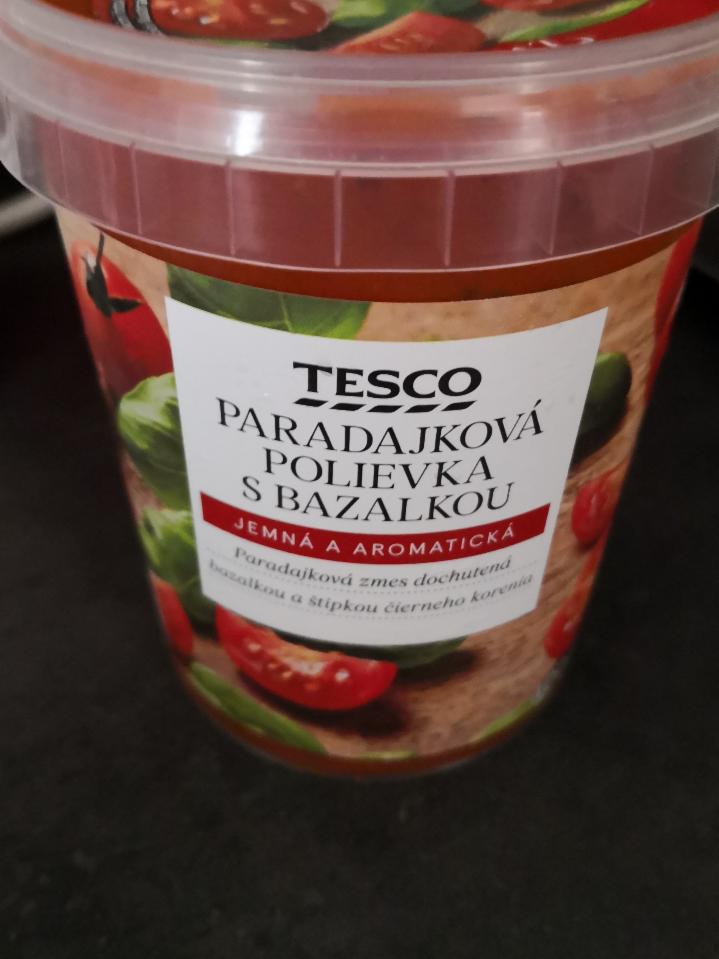 TESCO
PARADAJKOVÁ
POLIEVKA
S BAZALKOU
JEMNÁ A AROMATICKÁ
Paradajková zmes dochutená
bazalkou a štipkou čierneho korenia